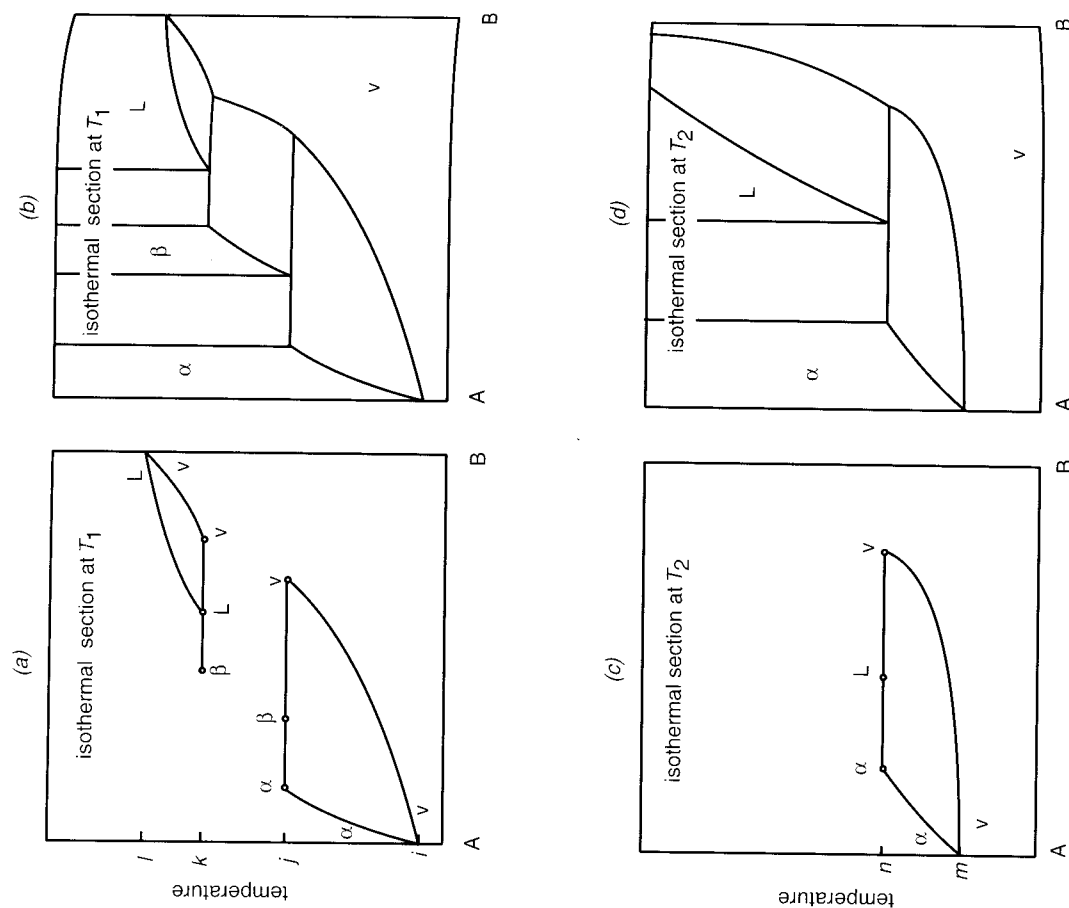 (a)
isothermal section at T₁
temperature
l
k
j
i
L
v
β
L
v
α
β
v
α
v
A
B
(b)
isothermal section at T₁
α
β
L
v
A
B
(c)
isothermal section at T₂
temperature
n
m
α
L
v
α
v
A
B
(d)
isothermal section at T₂
α
L
v
A
B